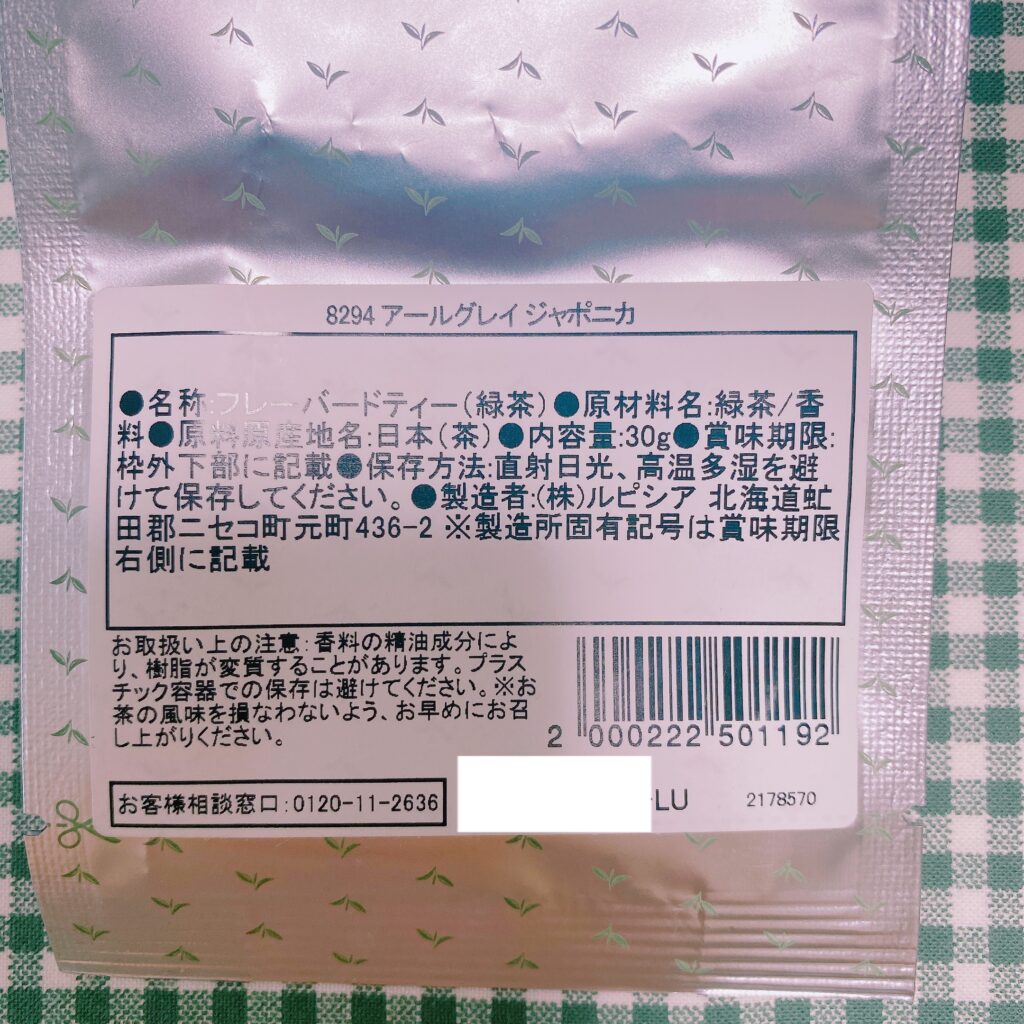 8294 アールグレイ ジャポニカ
●名称:フレーバードティー(緑茶)●原材料名:緑茶/香
料●原料原産地名:日本(茶)●内容量:30g●賞味期限:
枠外下部に記載●保存方法:直射日光、高温多湿を避
けて保存してください。●製造者:(株)ルピシア 北海道虻
田郡ニセコ町元町436-2 ※製造所固有記号は賞味期限
右側に記載
お取扱い上の注意:香料の精油成分によ
り、樹脂が変質することがあります。プラス
チック容器での保存は避けてください。※お
茶の風味を損なわないよう、お早めにお召
し上がりください。
2 000222 501192
お客様相談窓口:0120-11-2636
-LU
2178570